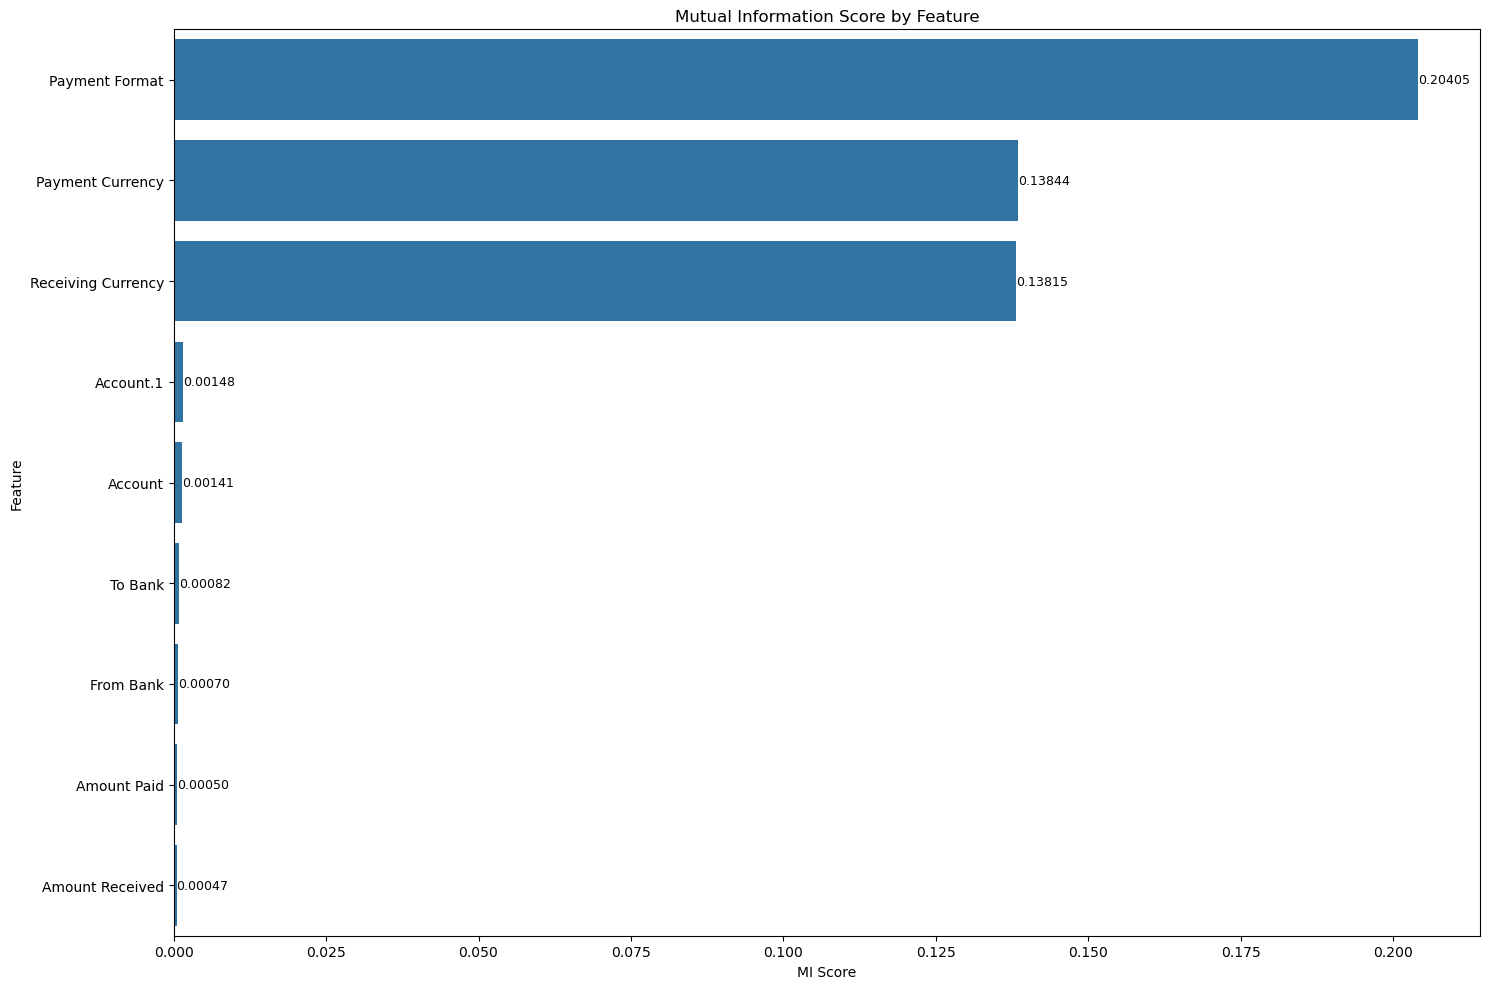 Mutual Information Score by Feature
Payment Format
0.20405
Payment Currency
0.13844
Receiving Currency
0.13815
Account.1
0.00148
Account
0.00141
To Bank
0.00082
From Bank
0.00070
Amount Paid
0.00050
Amount Received
0.00047
Feature
0.000 0.025 0.050 0.075 0.100 0.125 0.150 0.175 0.200
MI Score